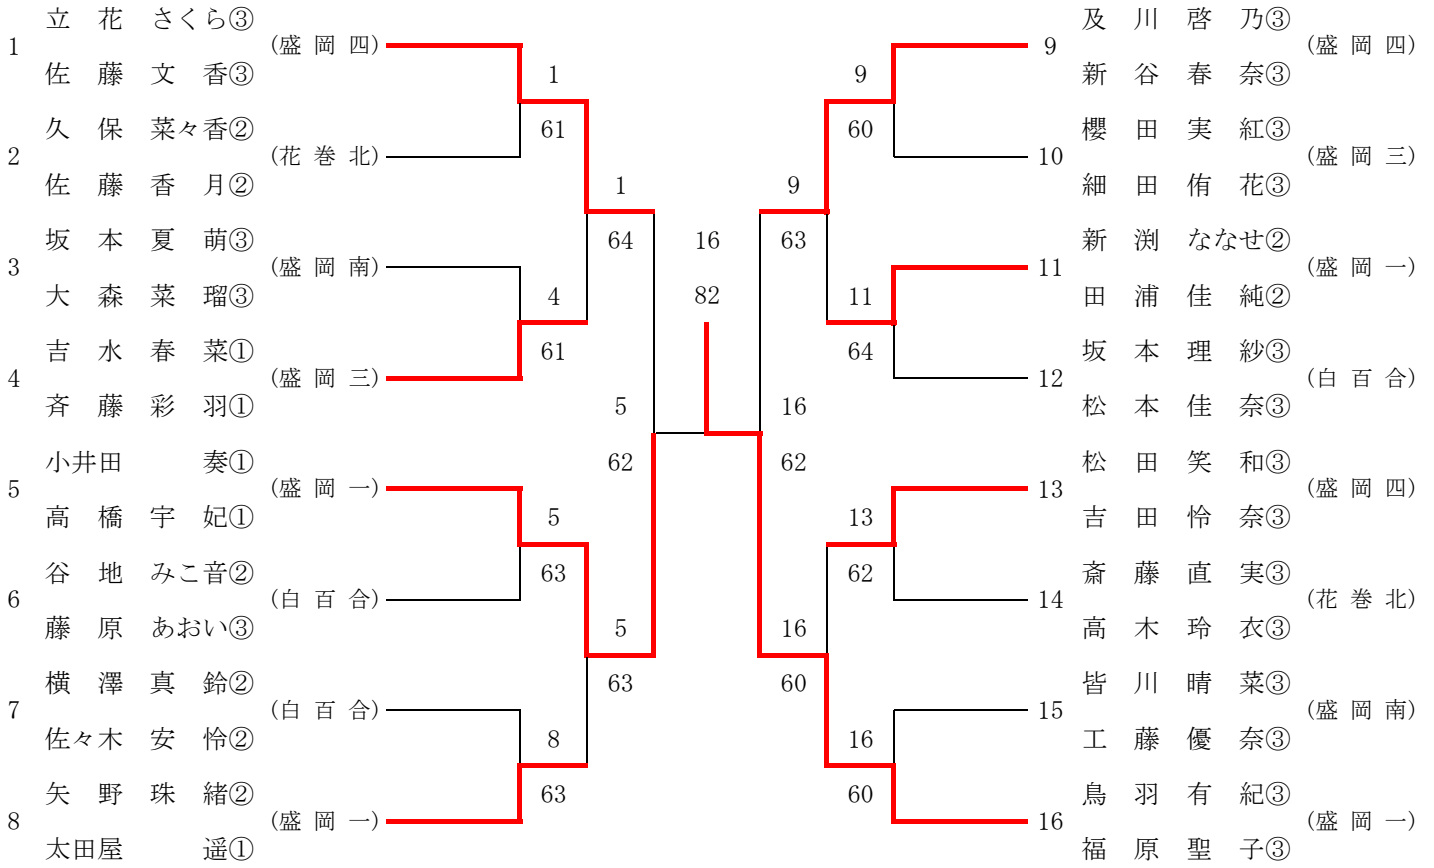 立 花 さくら③
1 (盛 岡 四)
佐 藤 文 香③
久 保 菜々香②
2 (花 巻 北)
佐 藤 香 月②
坂 本 夏 萌③
3 (盛 岡 南)
大 森 菜 瑠③
吉 水 春 菜①
4 (盛 岡 三)
斉 藤 彩 羽①
小井田 奏①
5 (盛 岡 一)
高 橋 宇 妃①
谷 地 みこ音②
6 (白 百 合)
藤 原 あおい③
横 澤 真 鈴②
7 (白 百 合)
佐々木 安 怜②
矢 野 珠 緒②
8 (盛 岡 一)
太田屋 遥①
1
61
4
61
5
63
8
63
1
64
5
63
5
62
16
82
16
62
9
63
16
60
9
60
11
64
13
62
16
60
及 川 啓 乃③
9 (盛 岡 四)
新 谷 春 奈③
櫻 田 実 紅③
10 (盛 岡 三)
細 田 侑 花③
新 渕 ななせ②
11 (盛 岡 一)
田 浦 佳 純②
坂 本 理 紗③
12 (白 百 合)
松 本 佳 奈③
松 田 笑 和③
13 (盛 岡 四)
吉 田 怜 奈③
斎 藤 直 実③
14 (花 巻 北)
高 木 玲 衣③
皆 川 晴 菜③
15 (盛 岡 南)
工 藤 優 奈③
鳥 羽 有 紀③
16 (盛 岡 一)
福 原 聖 子③